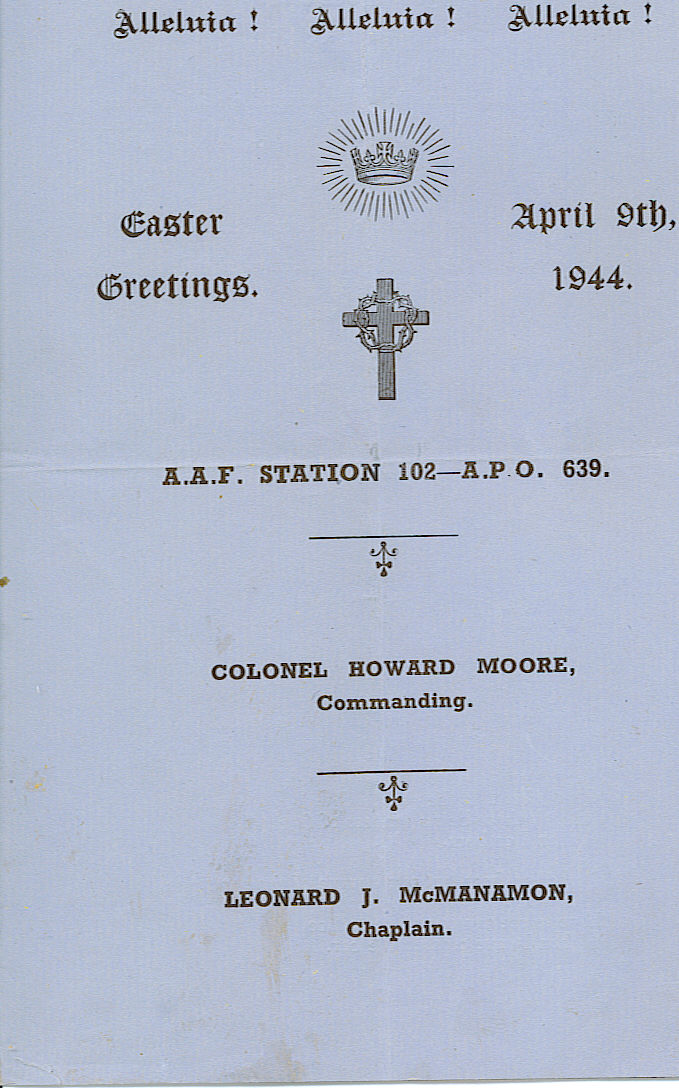 Alleluia ! Alleluia ! Alleluia !
Easter
Greetings.
April 9th,
1944.
A.A.F. STATION 102—A.P.O. 639.
COLONEL HOWARD MOORE,
Commanding.
LEONARD J. McMANAMON,
Chaplain.